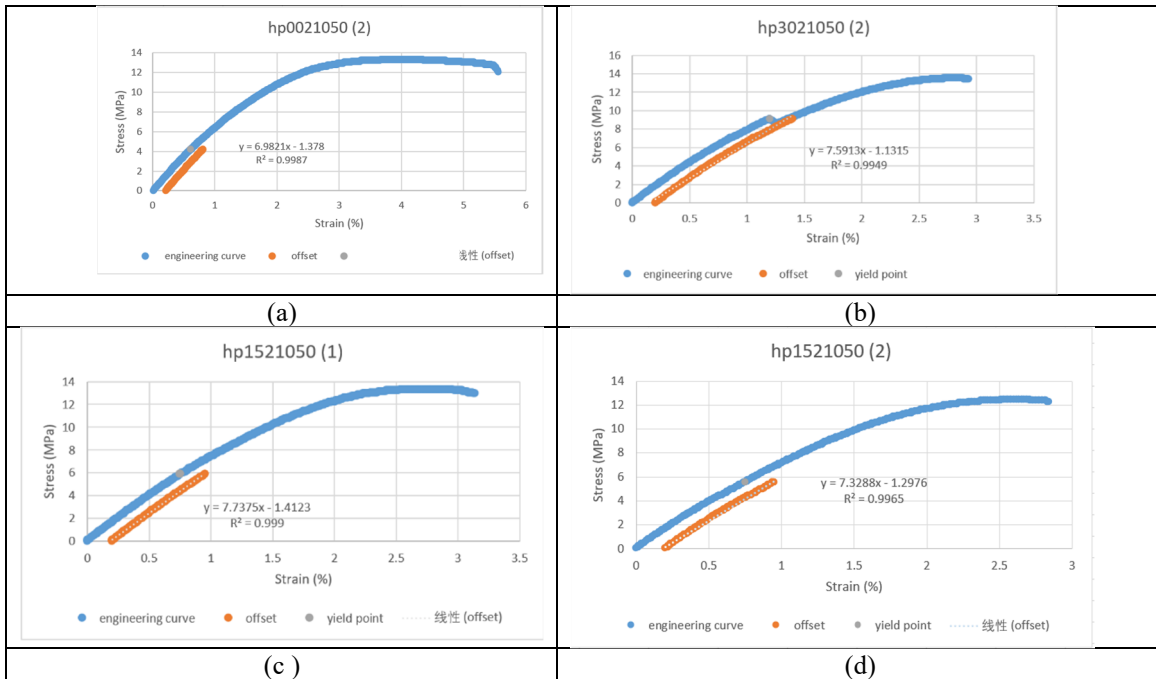 hp0021050 (2)
14
12
10
8
6
4
2
0
Stress (MPa)
y = 6.9821x - 1.378
R² = 0.9987
0 1 2 3 4 5 6
Strain (%)
engineering curve offset 线性 (offset)
(a)
hp3021050 (2)
16
14
12
10
8
6
4
2
0
Stress (MPa)
y = 7.5913x - 1.1315
R² = 0.9949
0 0.5 1 1.5 2 2.5 3 3.5
Strain (%)
engineering curve offset yield point
(b)
hp1521050 (1)
14
12
10
8
6
4
2
0
Stress (MPa)
y = 7.7375x - 1.4123
R² = 0.999
0 0.5 1 1.5 2 2.5 3 3.5
Strain (%)
engineering curve offset yield point 线性 (offset)
(c )
hp1521050 (2)
14
12
10
8
6
4
2
0
Stress (MPa)
y = 7.3288x - 1.2976
R² = 0.9965
0 0.5 1 1.5 2 2.5 3
Strain (%)
engineering curve offset yield point 线性 (offset)
(d)